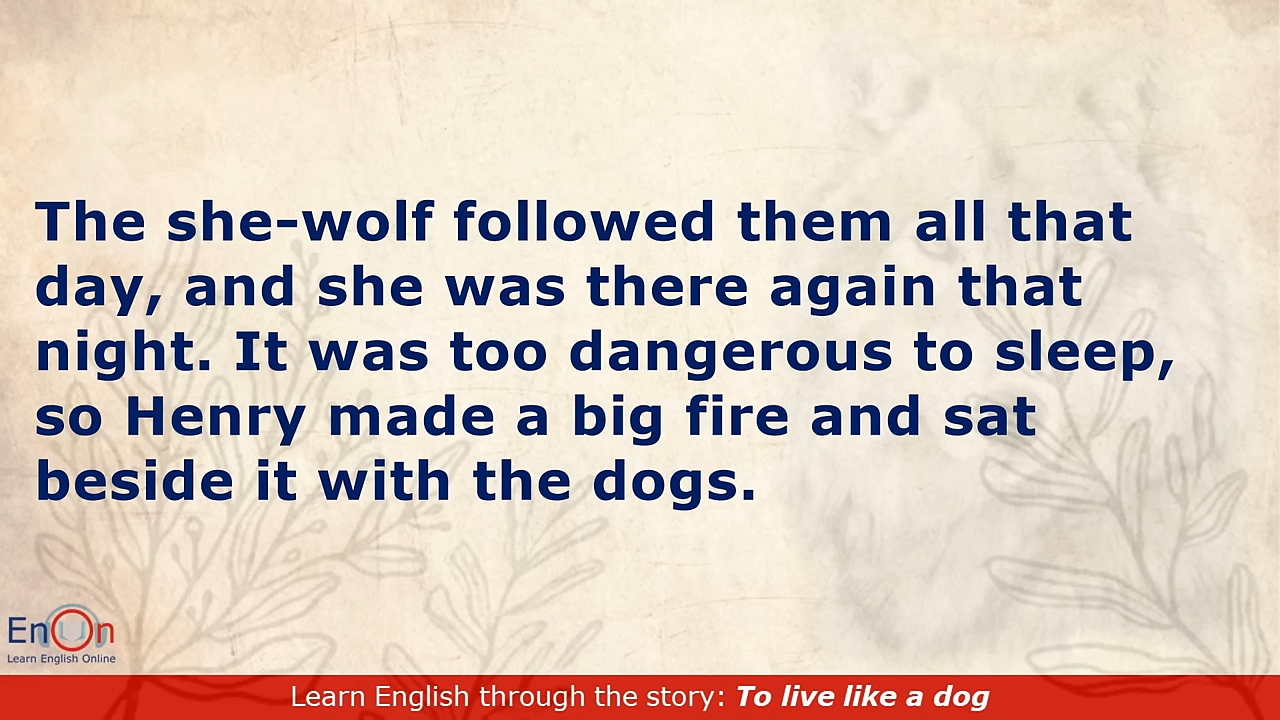 The she-wolf followed them all that
day, and she was there again that
night. It was too dangerous to sleep,
so Henry made a big fire and sat
beside it with the dogs.
EnOn
Learn English Online
Learn English through the story: To live like a dog